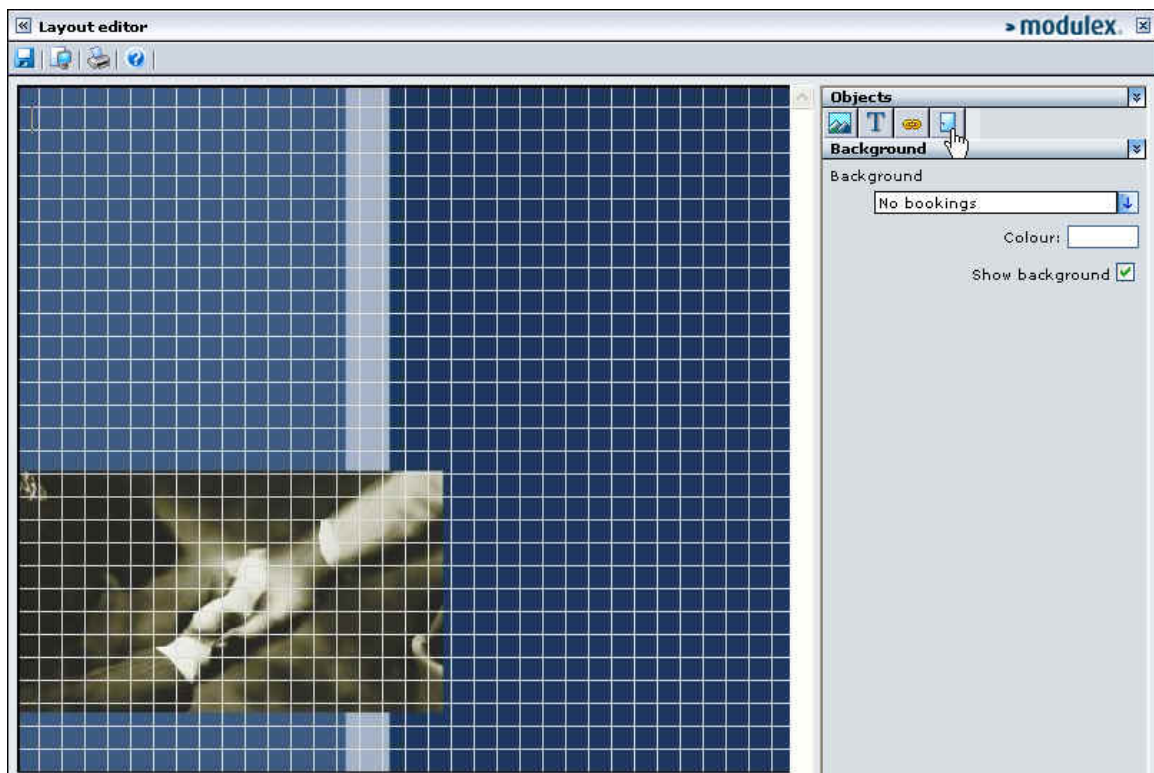 Layout editor
modulex.
Objects
T
Background
Background
No bookings
Colour:
Show background